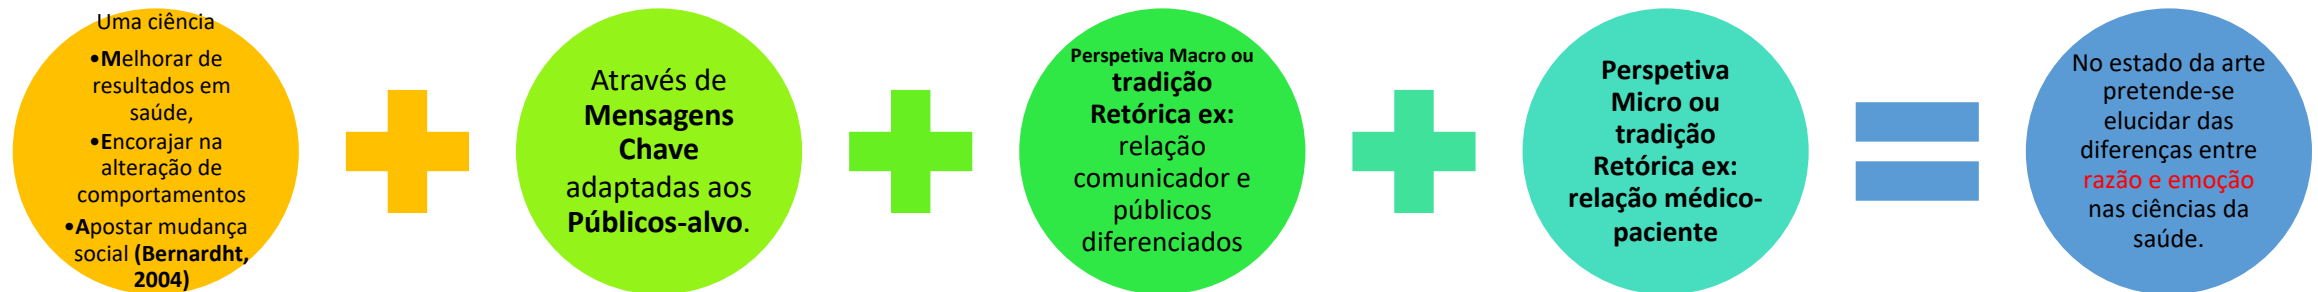 Uma ciência
•Melhorar de
resultados em
saúde,
•Encorajar na
alteração de
comportamentos
•Apostar mudança
social (Bernardht,
2004)
Através de
Mensagens
Chave
adaptadas aos
Públicos-alvo.
Perspetiva Macro ou
tradição
Retórica ex:
relação
comunicador e
públicos
diferenciados
Perspetiva
Micro ou
tradição
Retórica ex:
relação médico-
paciente
No estado da arte
pretende-se
elucidar das
diferenças entre
razão e emoção
nas ciências da
saúde.